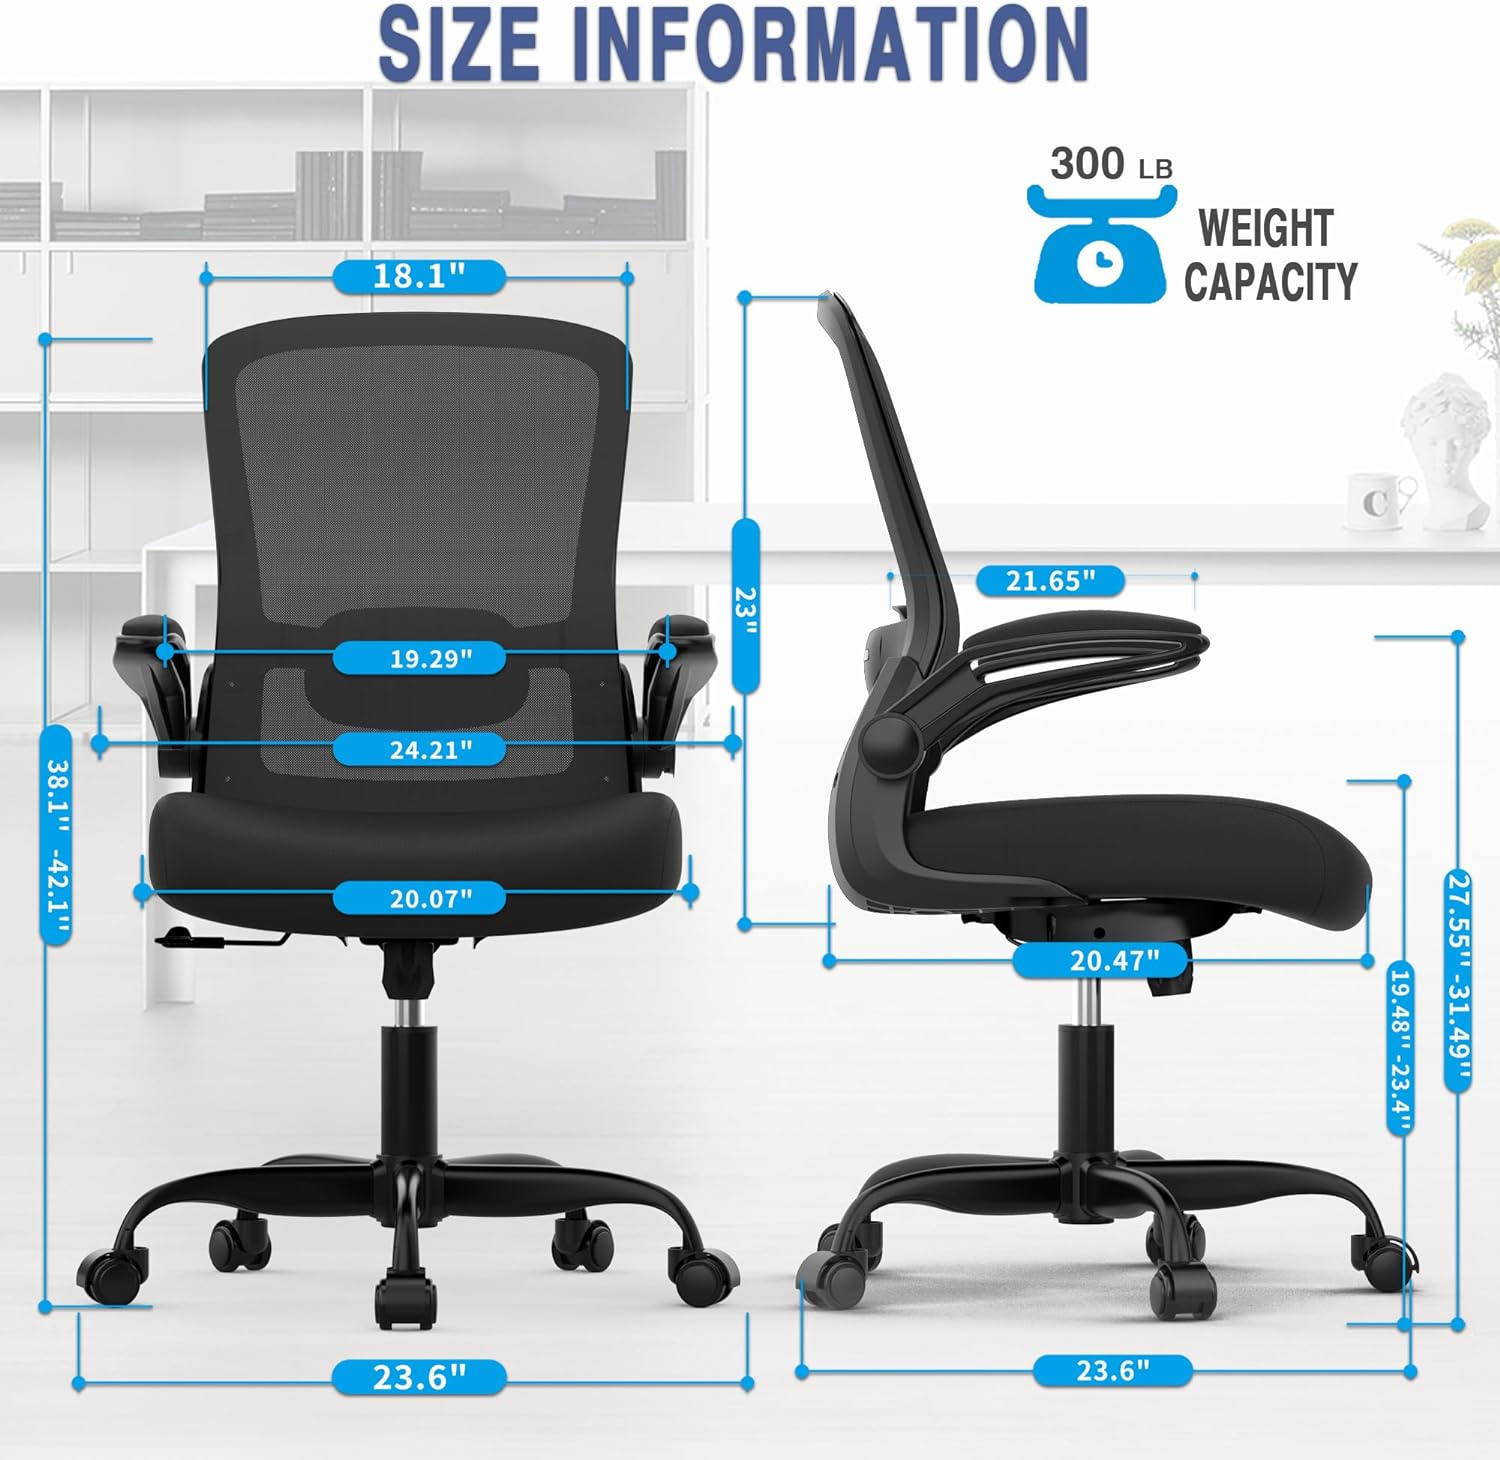 SIZE INFORMATION
300 LB
WEIGHT
CAPACITY
18.1"
23"
21.65"
19.29"
24.21"
38.1'' -42.1''
20.07"
20.47"
19.48'' -23.4''
27.55'' -31.49''
23.6"
23.6"
C